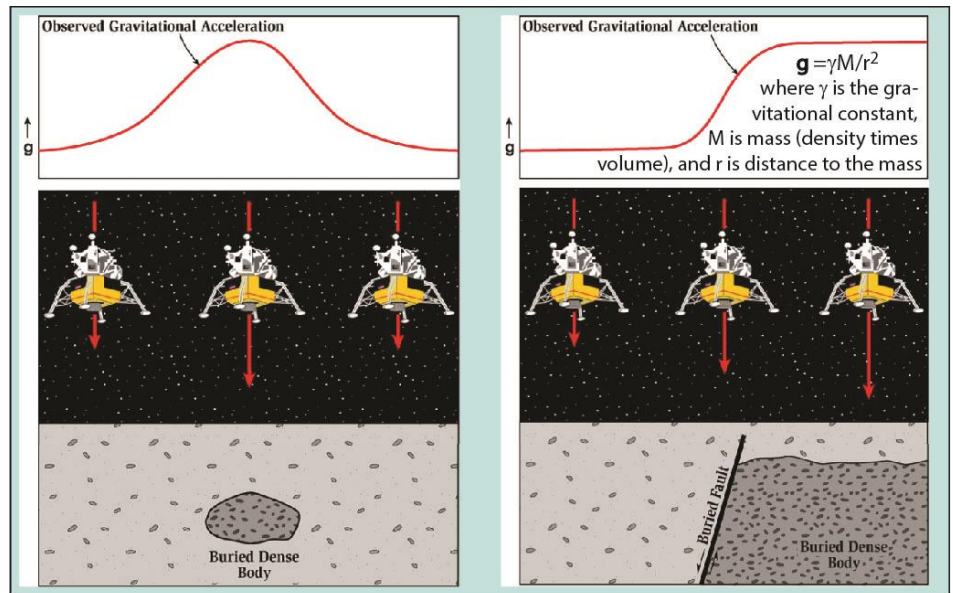 Observed Gravitational Acceleration
g
Buried Dense
Body
Observed Gravitational Acceleration
g =γM/r²
where γ is the gra-
vitational constant,
M is mass (density times
volume), and r is distance to the mass
g
Buried Fault
Buried Dense
Body